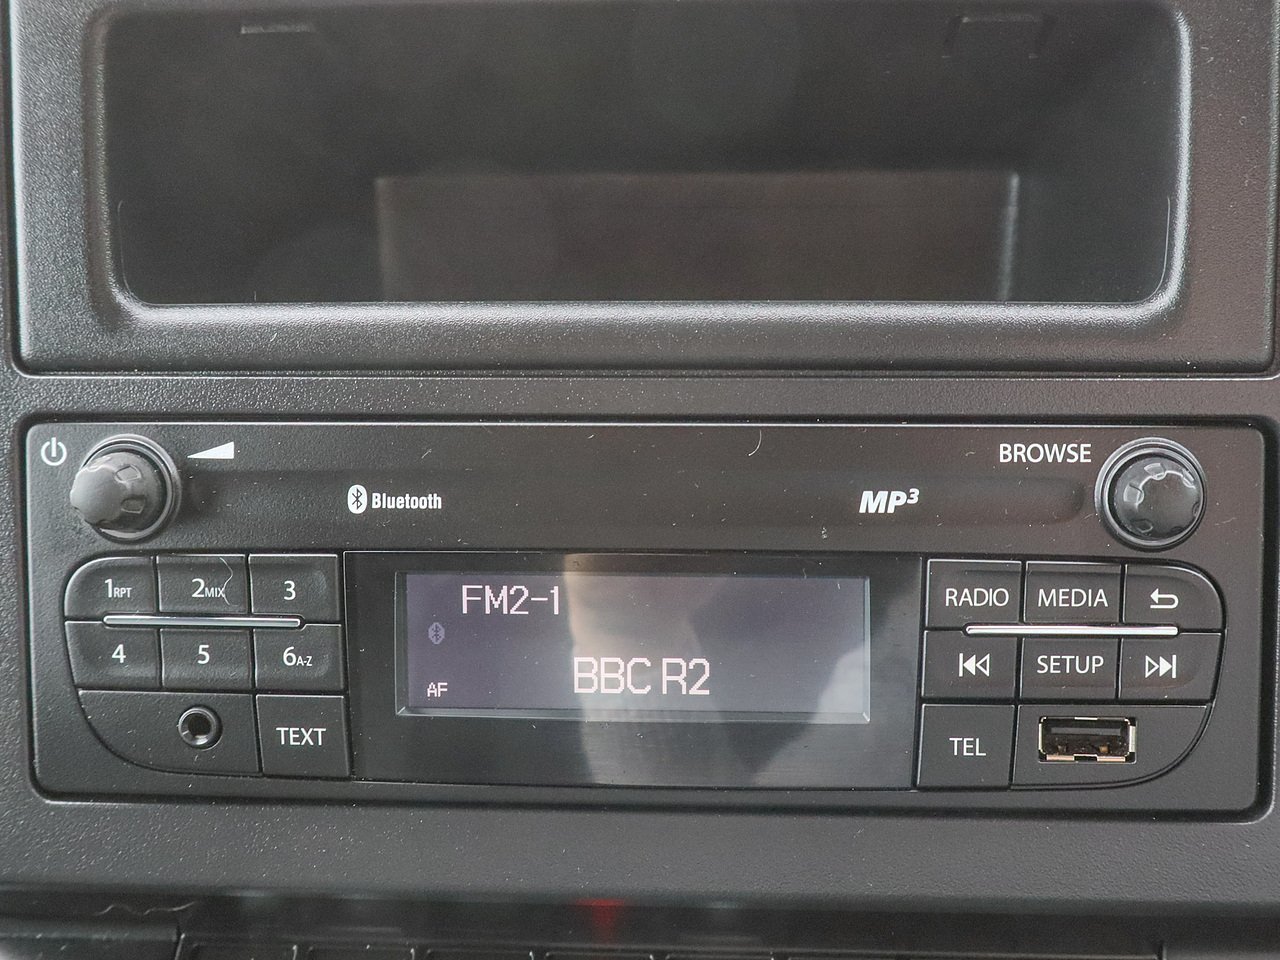 BROWSE
Bluetooth
MP3
1RPT 2MIX 3
4 5 6A-Z
TEXT
FM2-1
BBC R2
AF
RADIO MEDIA
SETUP
TEL